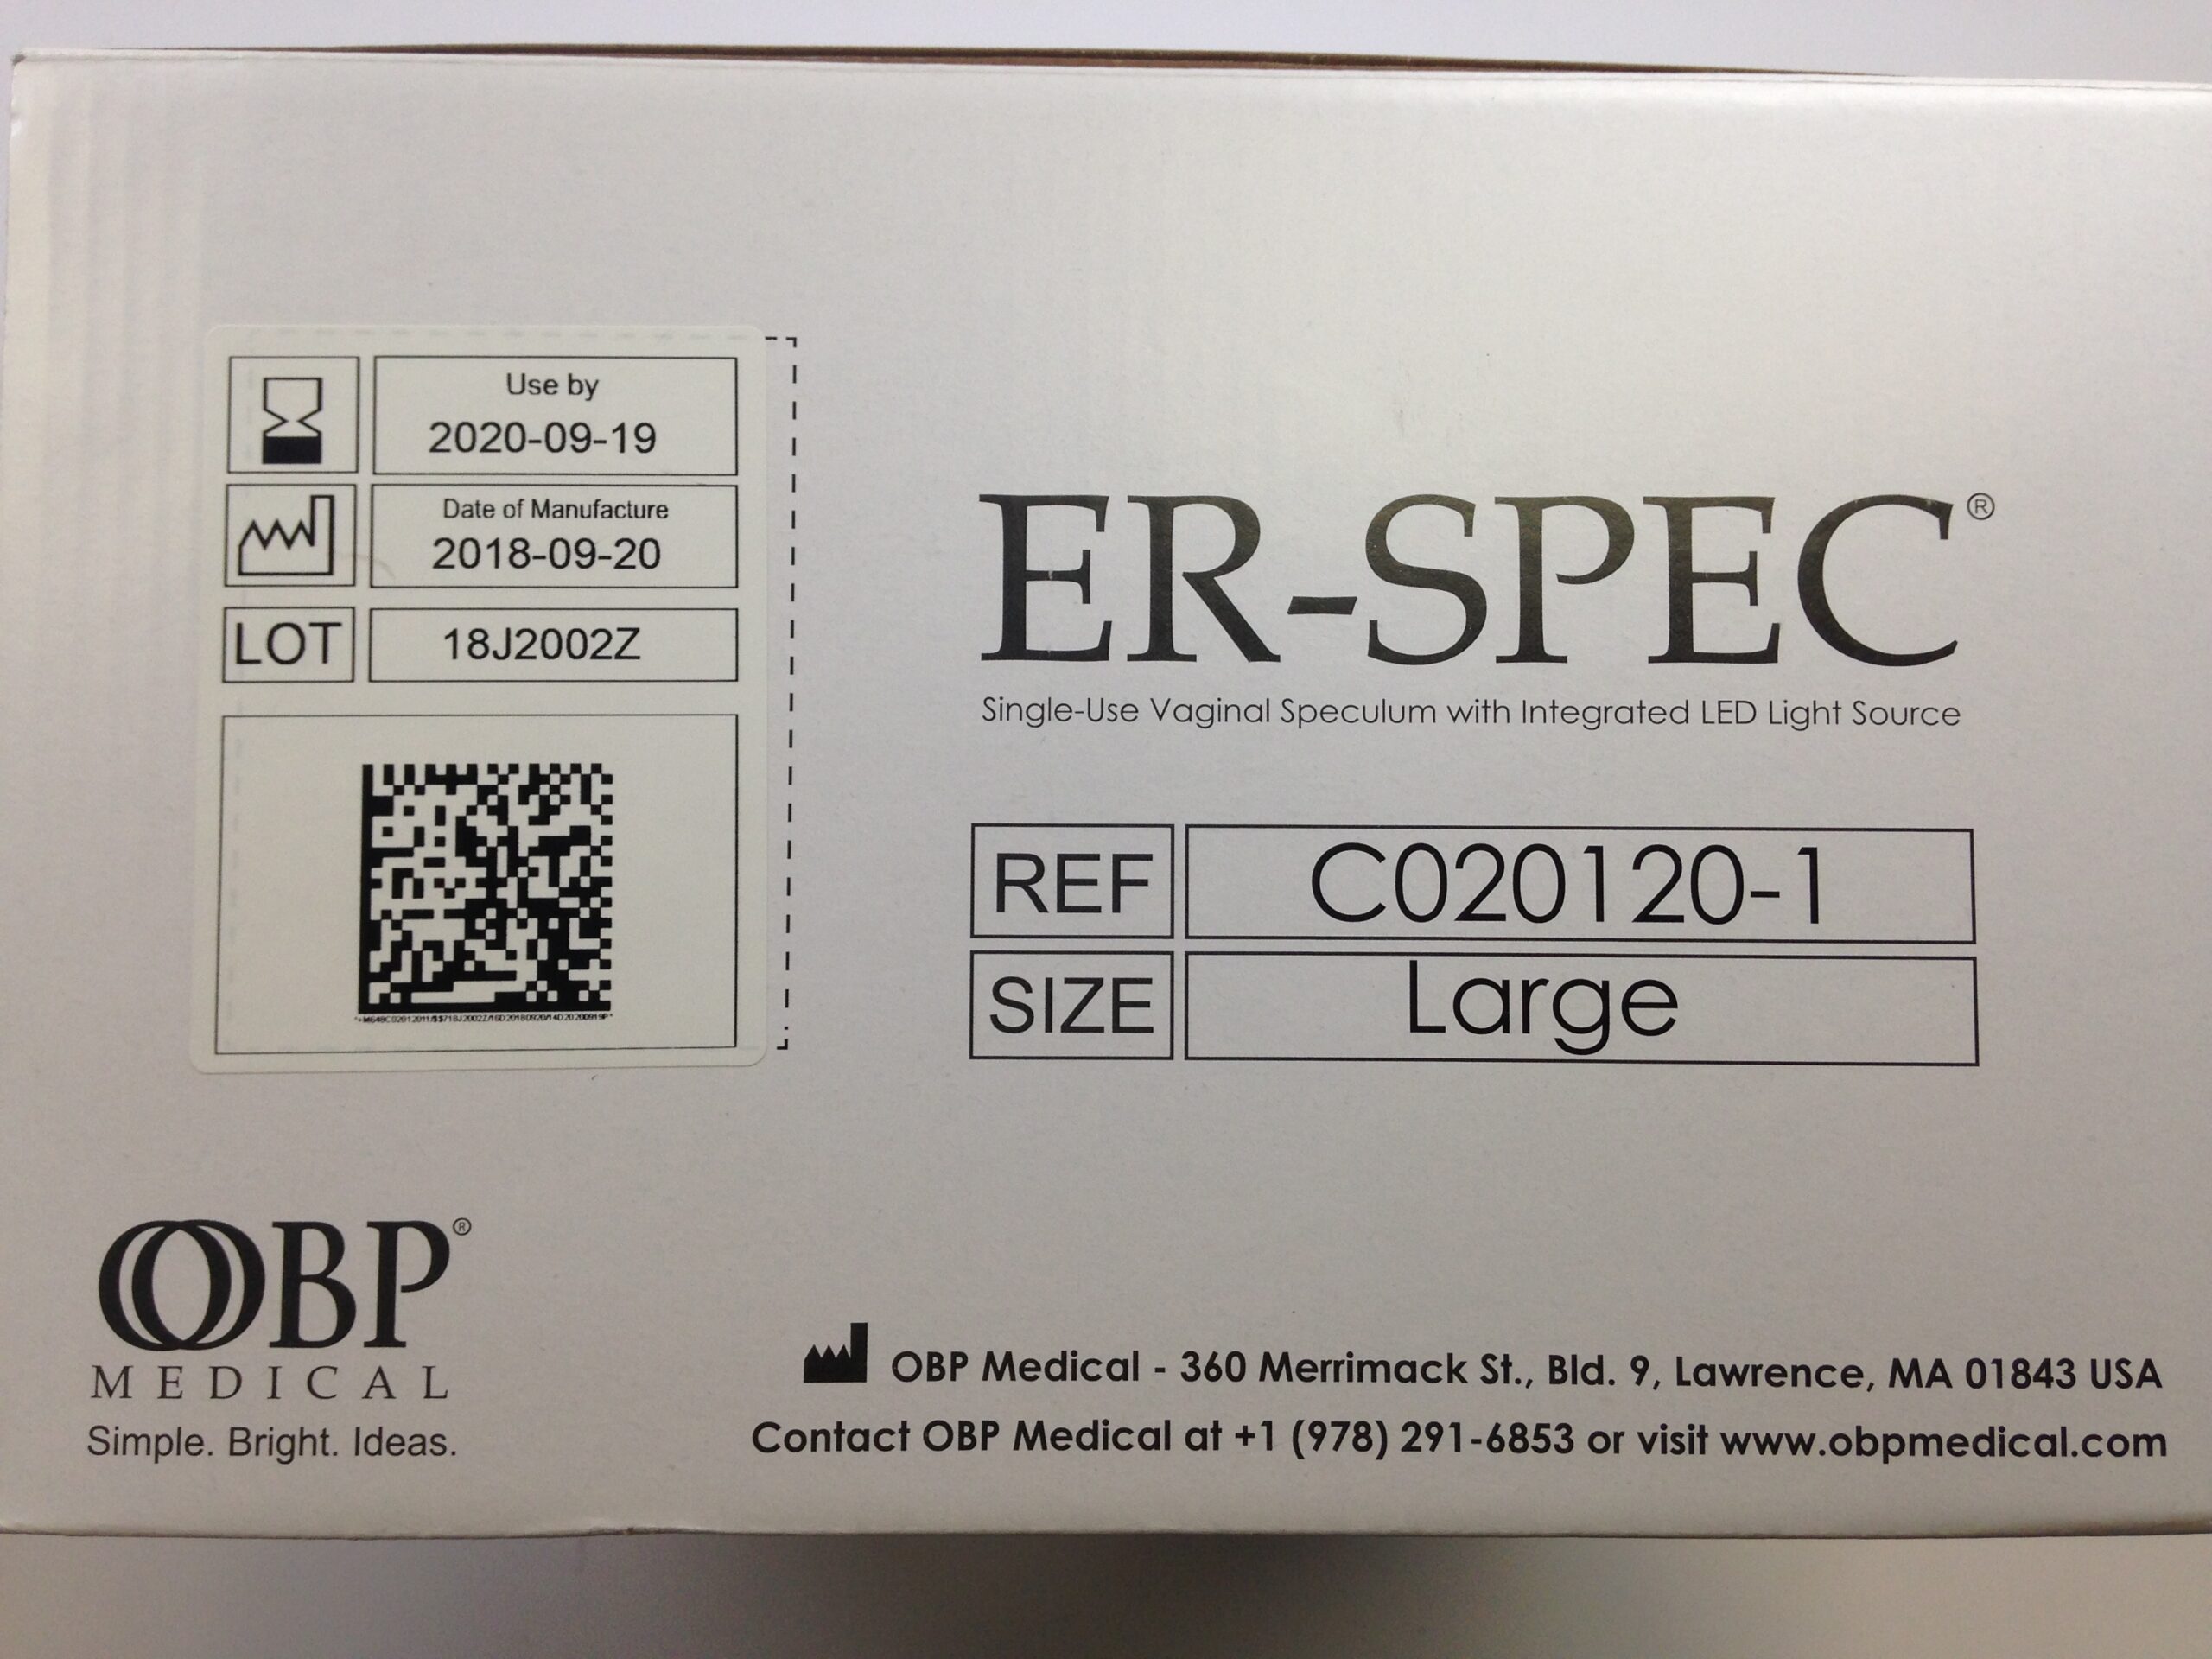 Use by
2020-09-19
Date of Manufacture
2018-09-20
LOT 18J2002Z
ER-SPEC®
Single-Use Vaginal Speculum with Integrated LED Light Source
REF C020120-1
SIZE Large
OBP®
MEDICAL
Simple. Bright. Ideas.
OBP Medical - 360 Merrimack St., Bld. 9, Lawrence, MA 01843 USA
Contact OBP Medical at +1 (978) 291-6853 or visit www.obpmedical.com